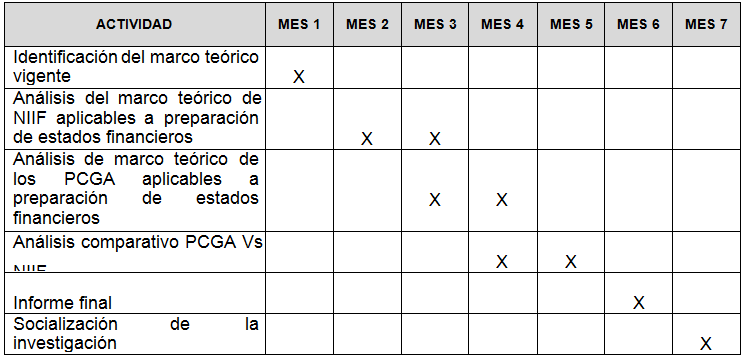 ACTIVIDAD MES 1 MES 2 MES 3 MES 4 MES 5 MES 6 MES 7
Identificación del marco teórico
vigente X
Análisis del marco teórico de
NIIF aplicables a preparación
de estados financieros X X
Análisis de marco teórico de
los PCGA aplicables a
preparación de estados X X
financieros
Análisis comparativo PCGA Vs
NIIF X X
Informe final X
Socialización de la
investigación X